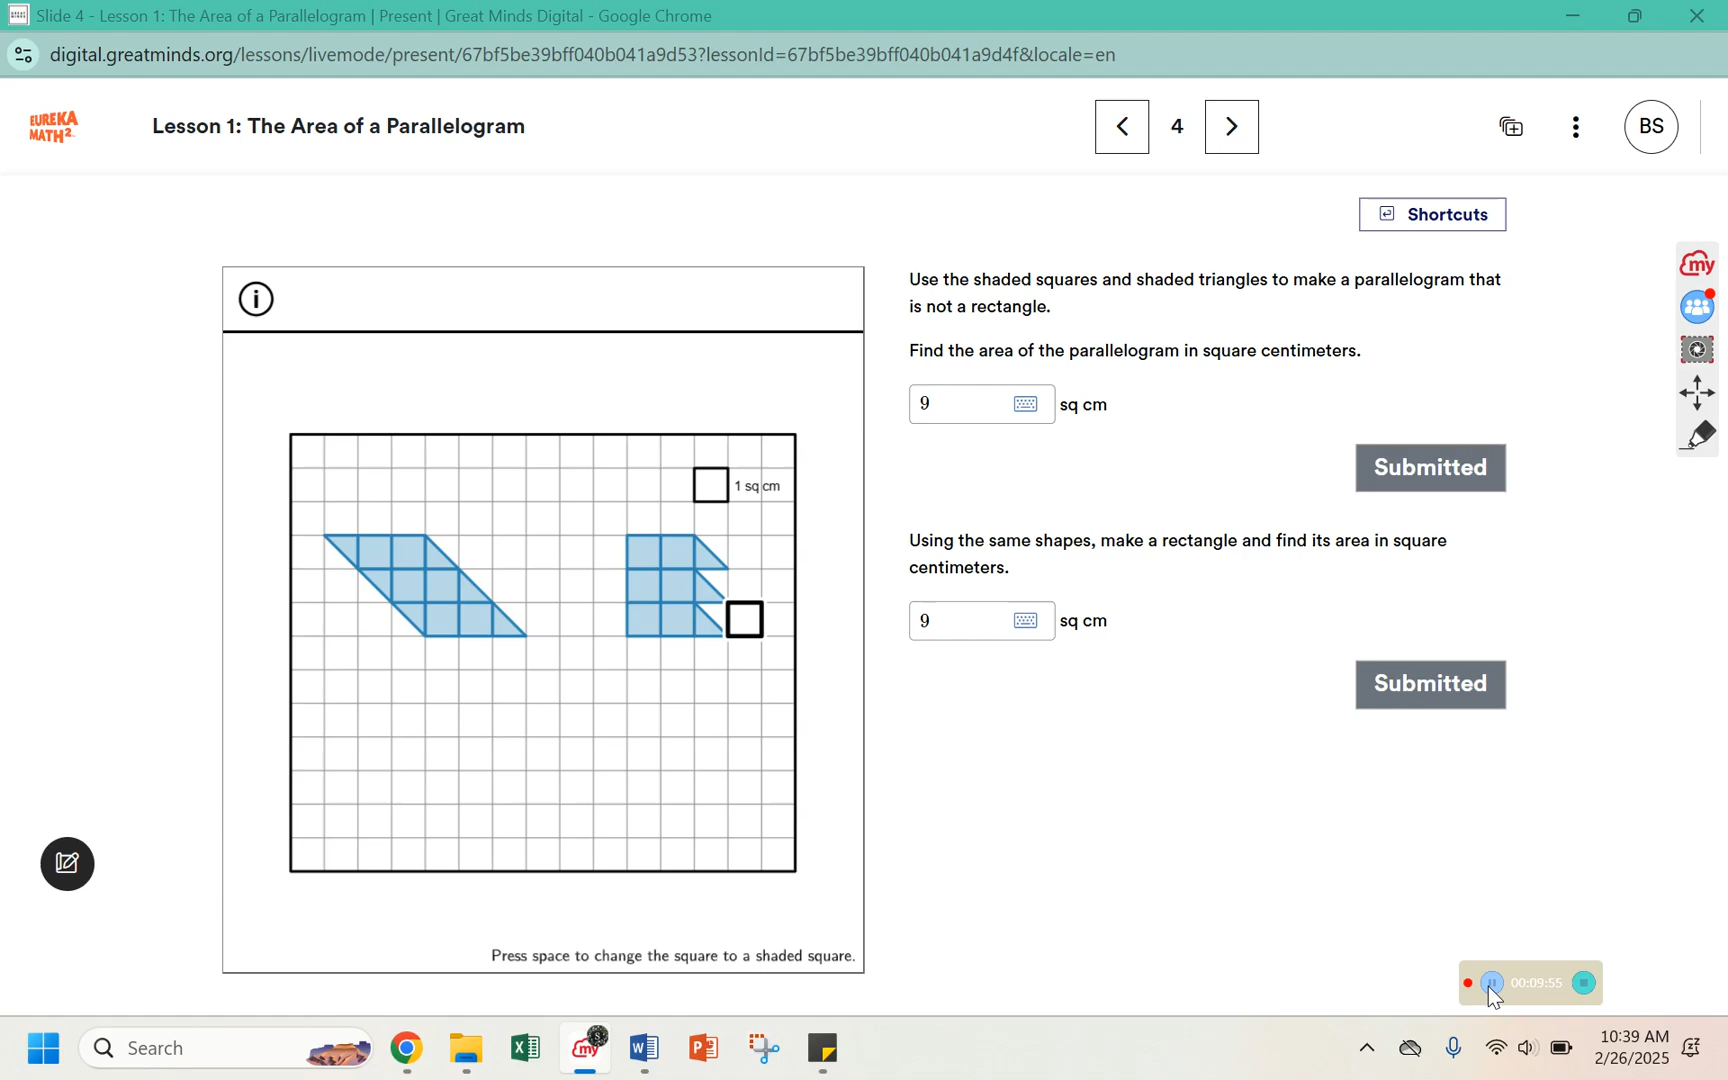 Slide 4 - Lesson 1: The Area of a Parallelogram | Present | Great Minds Digital - Google Chrome
digital.greatminds.org/lessons/livemode/present/67bf5be39bff040b041a9d53?lessonId=67bf5be39bff040b041a9d4f&locale=en
EUREKA
MATH²
Lesson 1: The Area of a Parallelogram
4
BS
Shortcuts
i
Use the shaded squares and shaded triangles to make a parallelogram that
is not a rectangle.
Find the area of the parallelogram in square centimeters.
9 sq cm
Submitted
1 sq cm
Using the same shapes, make a rectangle and find its area in square
centimeters.
9 sq cm
Submitted
Press space to change the square to a shaded square.
my
00:09:55
Search
my
10:39 AM
2/26/2025